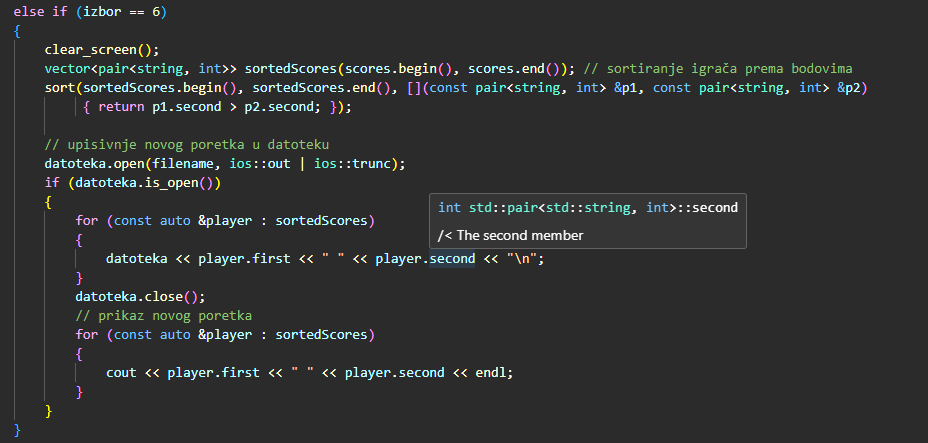 else if (izbor == 6)
{
clear_screen();
vector<pair<string, int>> sortedScores(scores.begin(), scores.end()); // sortiranje igrača prema bodovima
sort(sortedScores.begin(), sortedScores.end(), [](const pair<string, int> &p1, const pair<string, int> &p2)
{ return p1.second > p2.second; });
// upisivnje novog poretka u datoteku
datoteka.open(filename, ios::out | ios::trunc);
if (datoteka.is_open())
{
int std::pair<std::string, int>::second
for (const auto &player : sortedScores)
/< The second member
{
datoteka << player.first << " " << player.second << "\n";
}
datoteka.close();
// prikaz novog poretka
for (const auto &player : sortedScores)
{
cout << player.first << " " << player.second << endl;
}
}
}